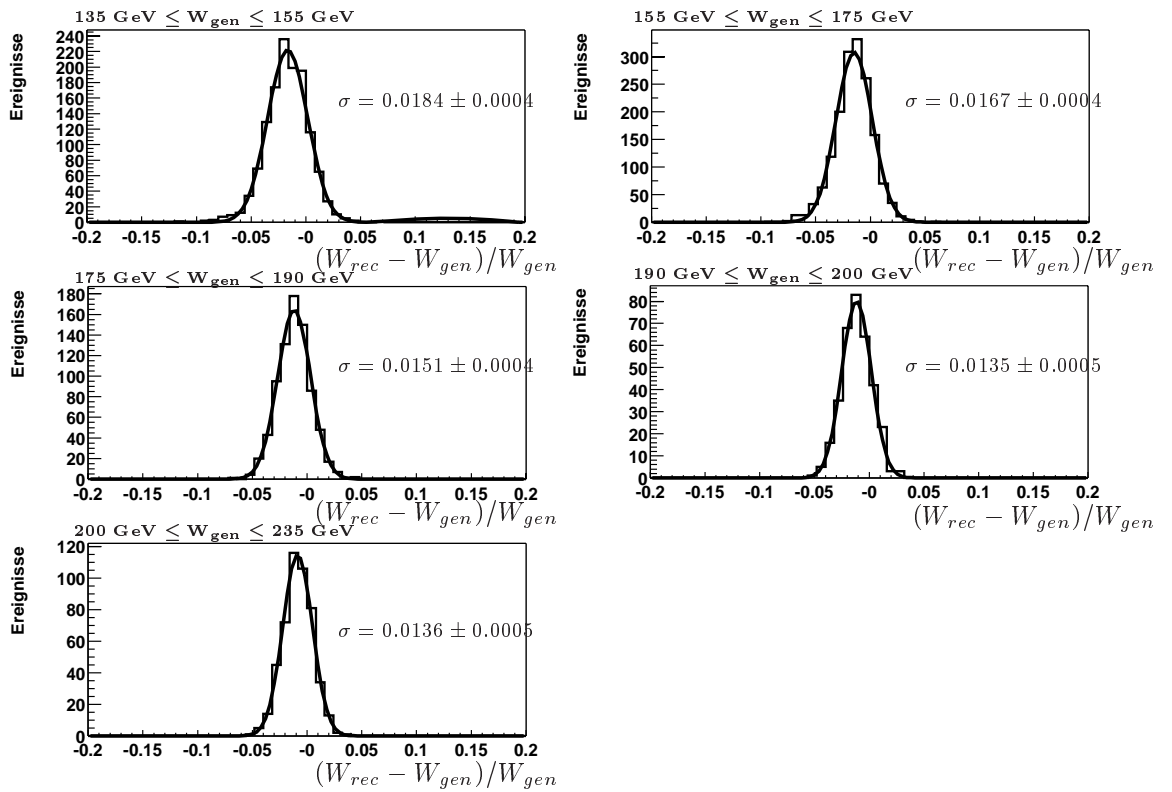 135 GeV ≤ W_gen ≤ 155 GeV
Ereignisse
240
220
200
180
160
140
120
100
80
60
40
20
0
σ = 0.0184 ± 0.0004
-0.2 -0.15 -0.1 -0.05 -0 0.05 0.1 0.15 0.2
(W_rec − W_gen)/W_gen
155 GeV ≤ W_gen ≤ 175 GeV
Ereignisse
300
250
200
150
100
50
0
σ = 0.0167 ± 0.0004
-0.2 -0.15 -0.1 -0.05 -0 0.05 0.1 0.15 0.2
(W_rec − W_gen)/W_gen
175 GeV ≤ W_gen ≤ 190 GeV
Ereignisse
180
160
140
120
100
80
60
40
20
0
σ = 0.0151 ± 0.0004
-0.2 -0.15 -0.1 -0.05 -0 0.05 0.1 0.15 0.2
(W_rec − W_gen)/W_gen
190 GeV ≤ W_gen ≤ 200 GeV
Ereignisse
80
70
60
50
40
30
20
10
0
σ = 0.0135 ± 0.0005
-0.2 -0.15 -0.1 -0.05 -0 0.05 0.1 0.15 0.2
(W_rec − W_gen)/W_gen
200 GeV ≤ W_gen ≤ 235 GeV
Ereignisse
120
100
80
60
40
20
0
σ = 0.0136 ± 0.0005
-0.2 -0.15 -0.1 -0.05 -0 0.05 0.1 0.15 0.2
(W_rec − W_gen)/W_gen